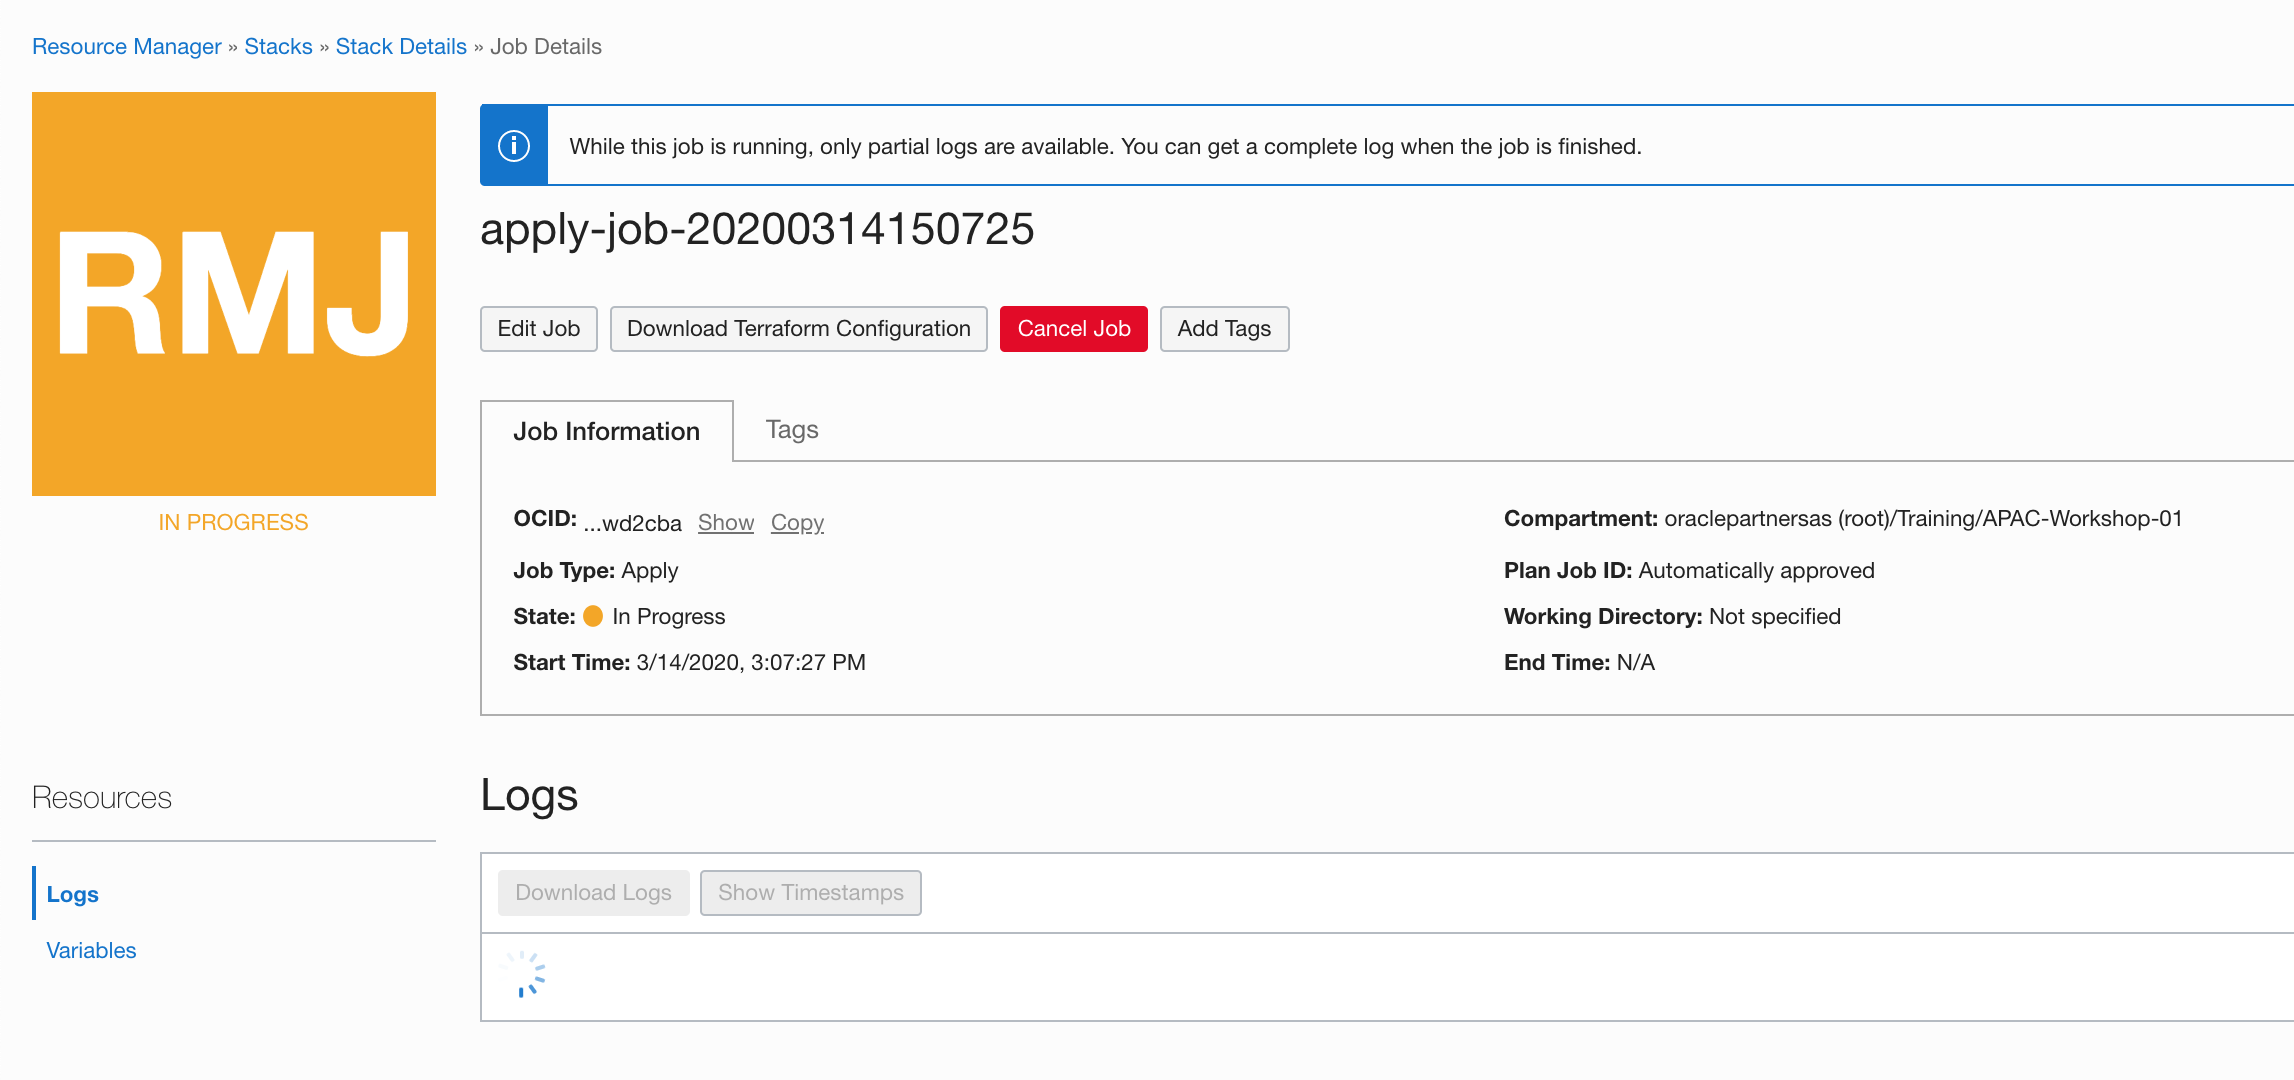 Resource Manager » Stacks » Stack Details » Job Details
RMJ
IN PROGRESS
While this job is running, only partial logs are available. You can get a complete log when the job is finished.
apply-job-20200314150725
Edit Job
Download Terraform Configuration
Cancel Job
Add Tags
Job Information
Tags
OCID: ...wd2cba Show Copy
Job Type: Apply
State: In Progress
Start Time: 3/14/2020, 3:07:27 PM
Compartment: oraclepartnersas (root)/Training/APAC-Workshop-01
Plan Job ID: Automatically approved
Working Directory: Not specified
End Time: N/A
Resources
Logs
Variables
Logs
Download Logs
Show Timestamps